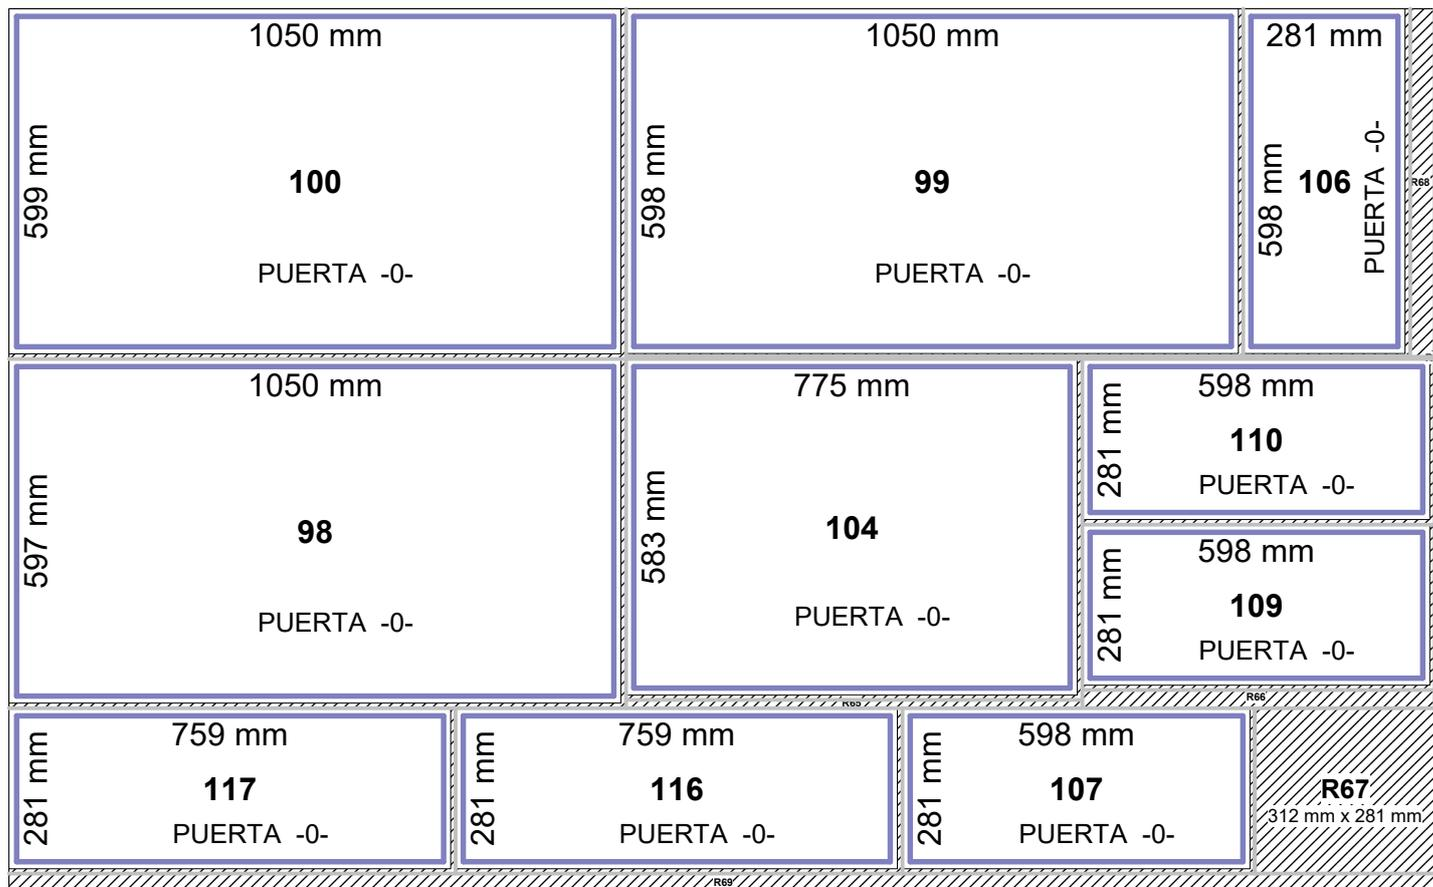 1050 mm
599 mm
100
PUERTA -0-
1050 mm
598 mm
99
PUERTA -0-
281 mm
598 mm
106
PUERTA -0-
R68
1050 mm
597 mm
98
PUERTA -0-
775 mm
583 mm
104
PUERTA -0-
R65
598 mm
281 mm
110
PUERTA -0-
598 mm
281 mm
109
PUERTA -0-
R66
759 mm
281 mm
117
PUERTA -0-
759 mm
281 mm
116
PUERTA -0-
598 mm
281 mm
107
PUERTA -0-
R67
312 mm x 281 mm
R69